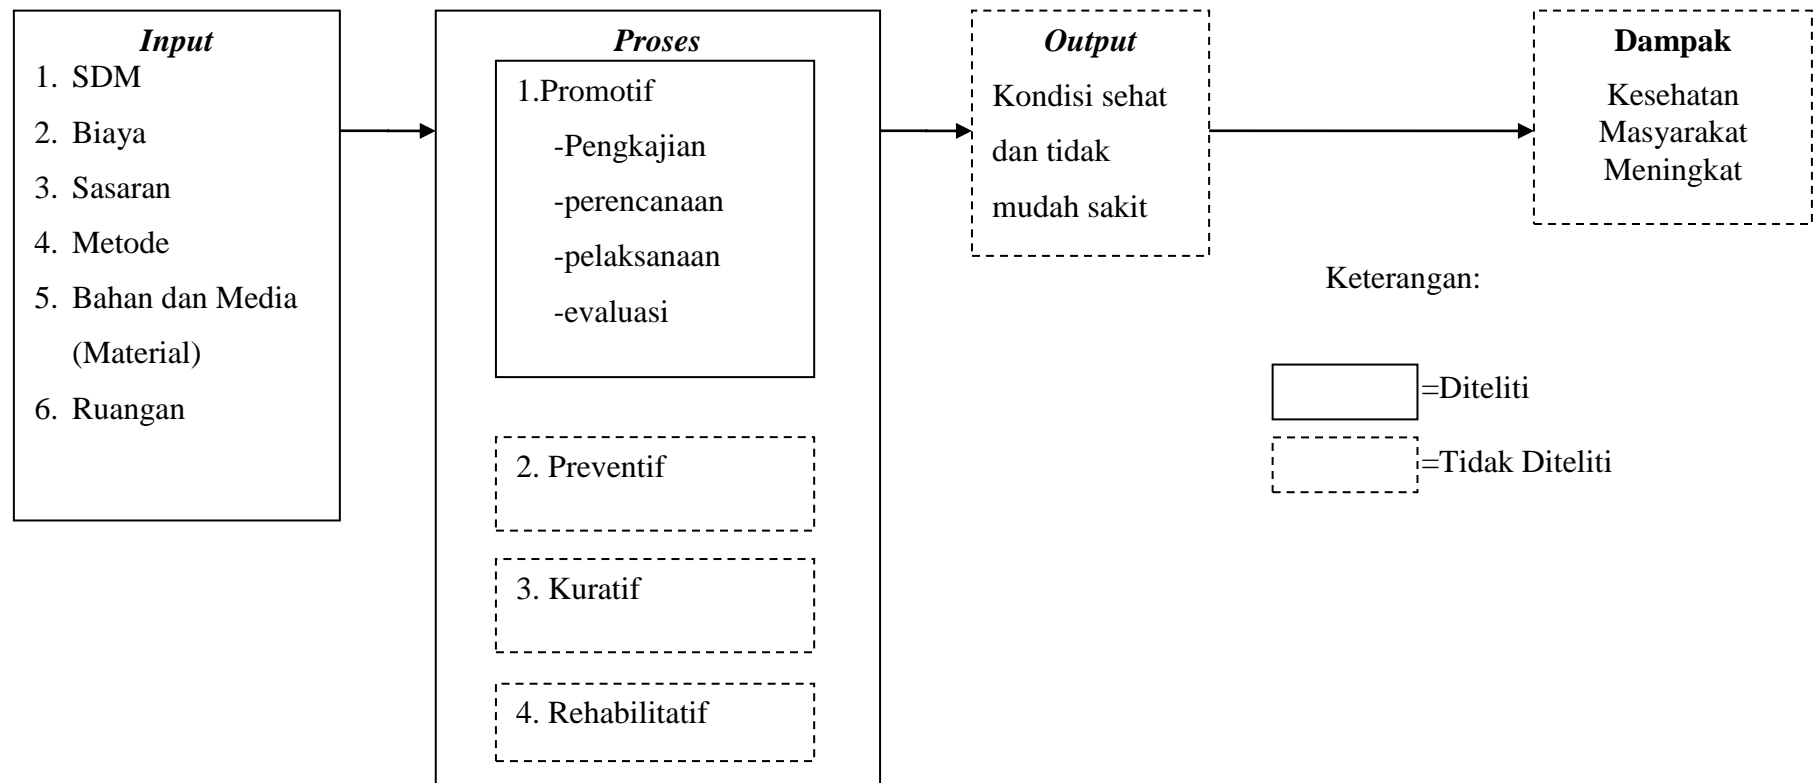 Input
1. SDM
2. Biaya
3. Sasaran
4. Metode
5. Bahan dan Media
(Material)
6. Ruangan
Proses
1.Promotif
-Pengkajian
-perencanaan
-pelaksanaan
-evaluasi
2. Preventif
3. Kuratif
4. Rehabilitatif
Output
Kondisi sehat
dan tidak
mudah sakit
Dampak
Kesehatan
Masyarakat
Meningkat
Keterangan:
=Diteliti
=Tidak Diteliti